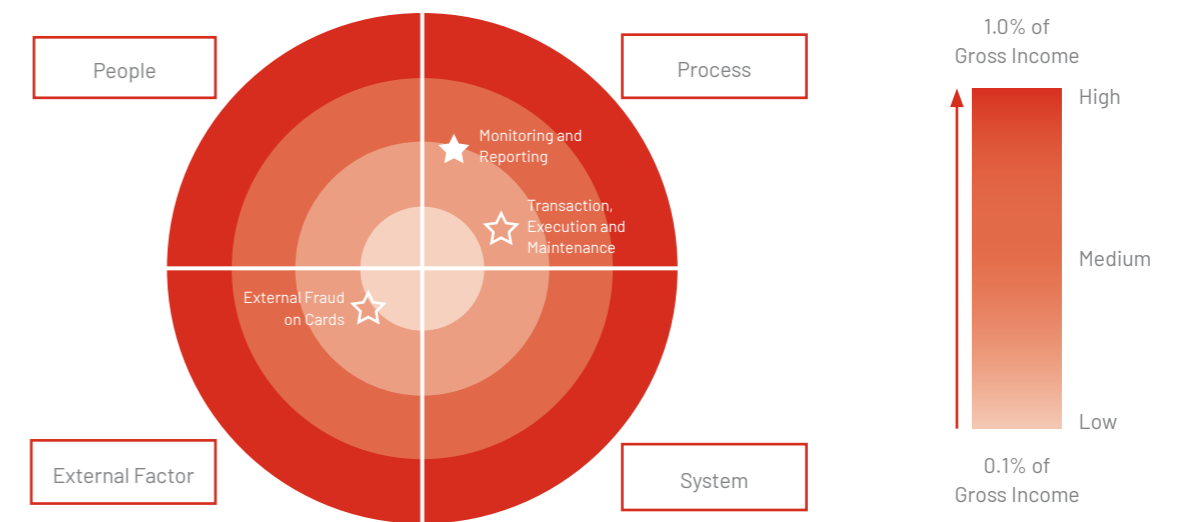 People
Process
Monitoring and
Reporting
Transaction,
Execution and
Maintenance
External Fraud
on Cards
External Factor
System
1.0% of
Gross Income
High
Medium
Low
0.1% of
Gross Income